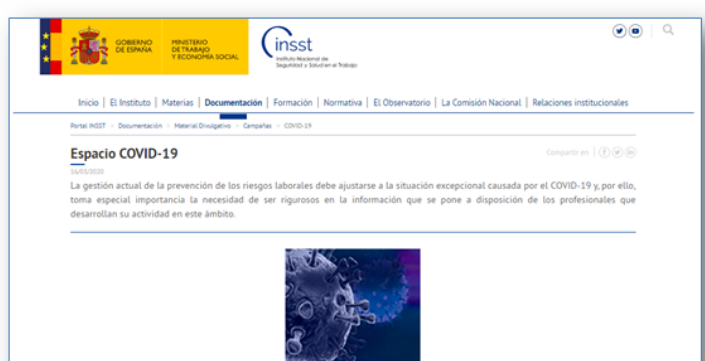 GOBIERNO
DE ESPAÑA
MINISTERIO
DE TRABAJO
Y ECONOMÍA SOCIAL
insst
Instituto Nacional de
Seguridad y Salud en el Trabajo
Inicio | El Instituto | Materias | Documentación | Formación | Normativa | El Observatorio | La Comisión Nacional | Relaciones institucionales
Portal INSST > Documentación > Material Divulgativo > Campañas > COVID-19
Espacio COVID-19
Compartir en
16/03/2020
La gestión actual de la prevención de los riesgos laborales debe ajustarse a la situación excepcional causada por el COVID-19 y, por ello,
toma especial importancia la necesidad de ser rigurosos en la información que se pone a disposición de los profesionales que
desarrollan su actividad en este ámbito.